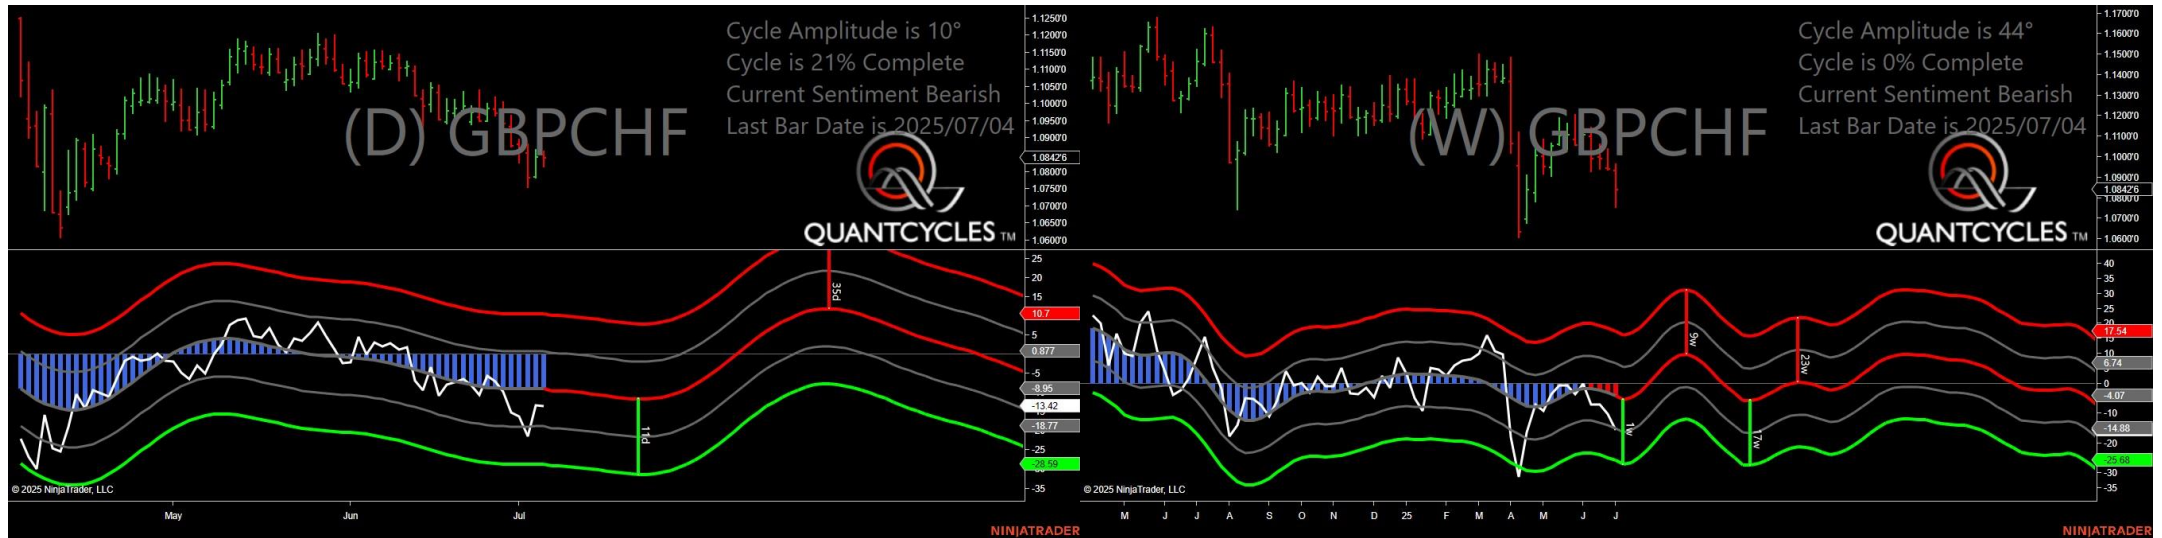 Cycle Amplitude is 10°
Cycle is 21% Complete
Current Sentiment Bearish
Last Bar Date is 2025/07/04
(D) GBPCHF
QUANTCYCLES TM
1.1250'0
1.1200'0
1.1150'0
1.1100'0
1.1050'0
1.1000'0
1.0950'0
1.0900'0
1.0842'6
1.0800'0
1.0750'0
1.0700'0
1.0650'0
1.0600'0
25
20
15
10.7
5
0.877
-5
-8.95
-13.42
-18.77
-25
-28.59
-35
35d
11d
© 2025 NinjaTrader, LLC
May
Jun
Jul
NINJATRADER
Cycle Amplitude is 44°
Cycle is 0% Complete
Current Sentiment Bearish
Last Bar Date is 2025/07/04
(W) GBPCHF
QUANTCYCLES TM
1.1700'0
1.1600'0
1.1500'0
1.1400'0
1.1300'0
1.1200'0
1.1100'0
1.1000'0
1.0900'0
1.0842'6
1.0800'0
1.0700'0
1.0600'0
40
35
30
25
20
17.54
10
6.74
5
0
-4.07
-10
-14.88
-20
-25.68
-30
-35
9w
23w
1w
17w
© 2025 NinjaTrader, LLC
M
J
J
A
S
O
N
D
25
F
M
A
M
J
J
NINJATRADER